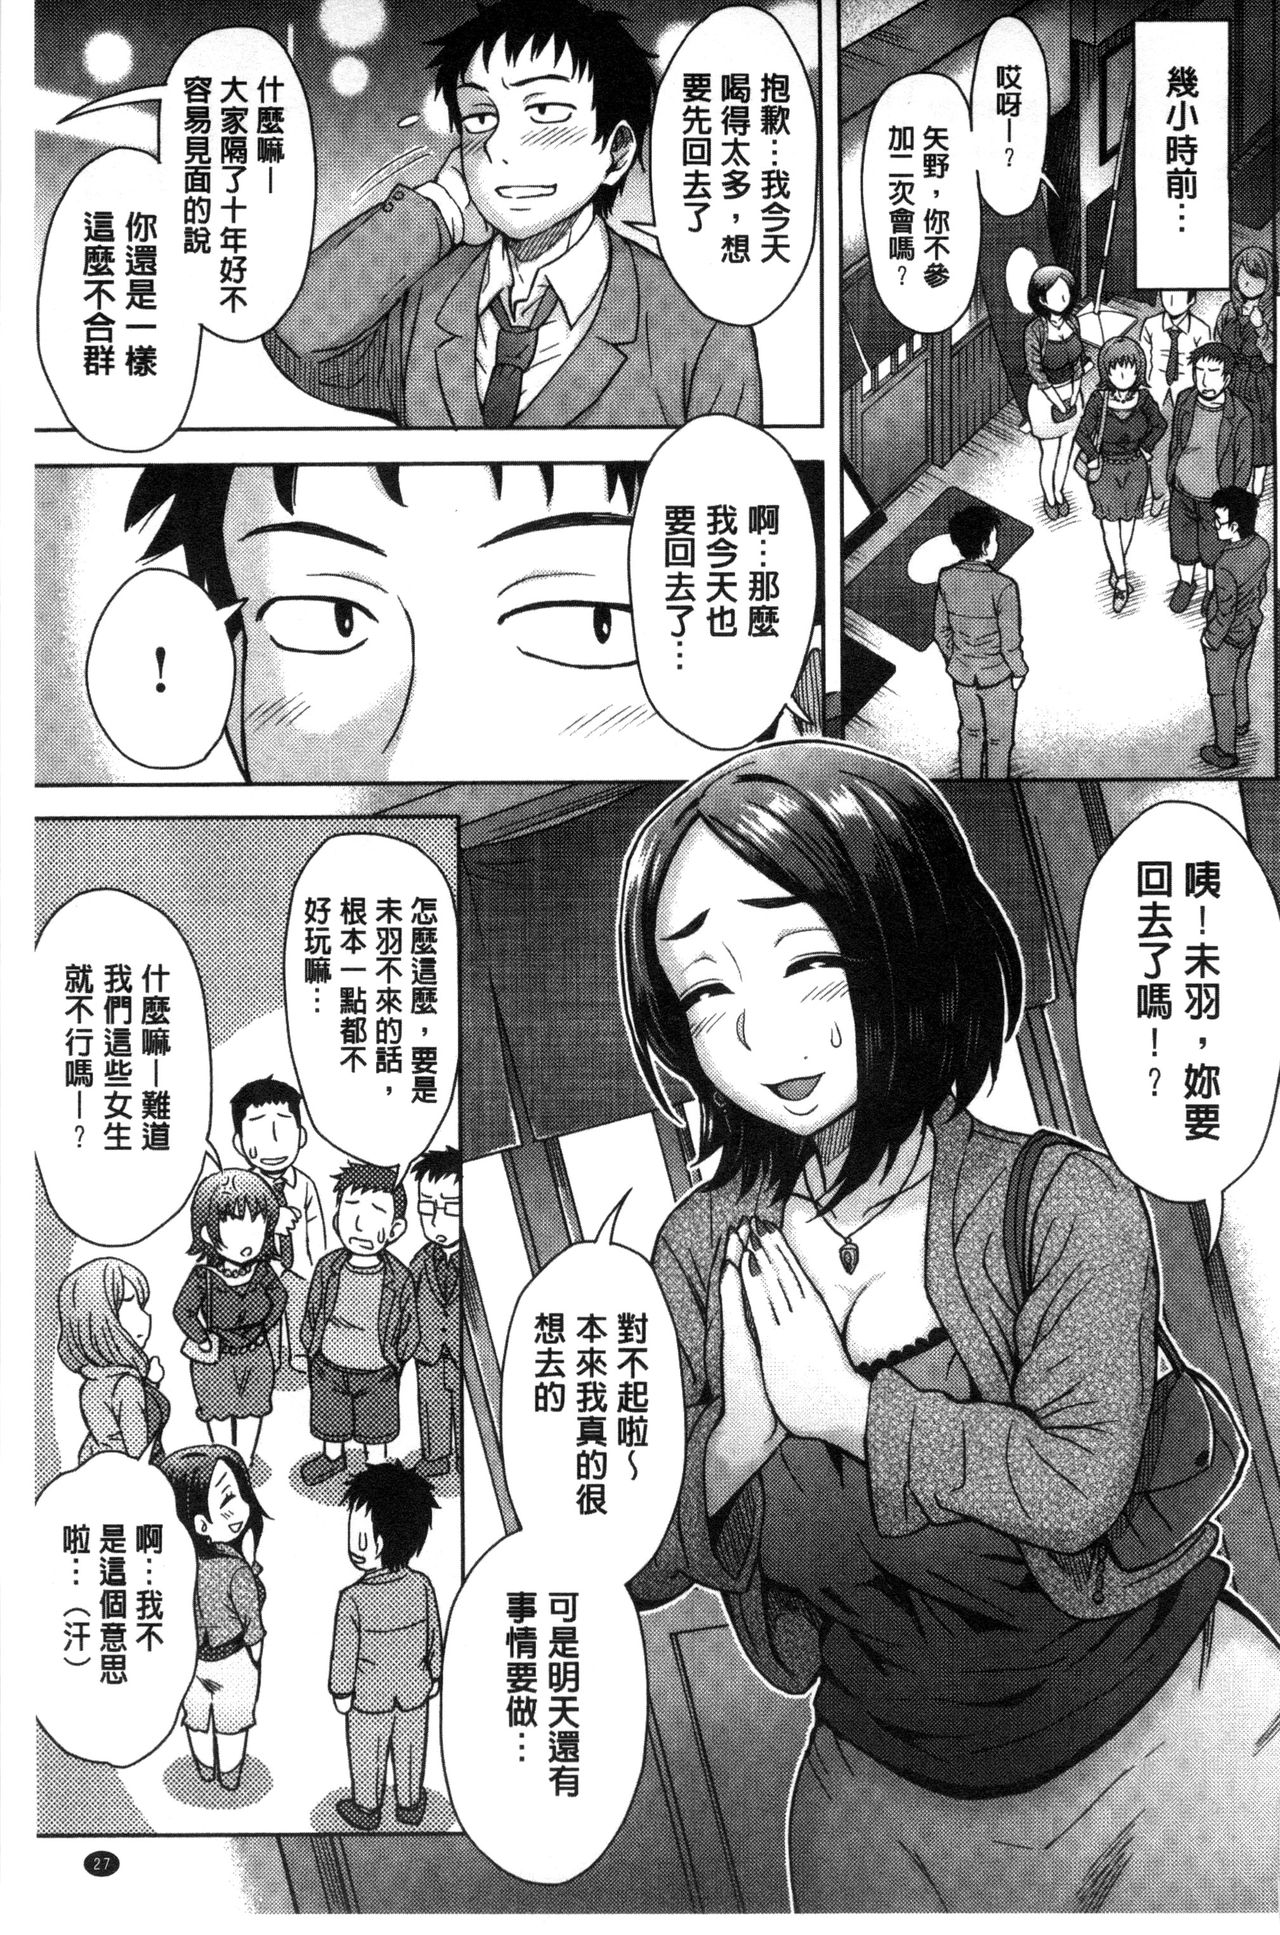 幾小時前…
哎呀—？
矢野，你不參
加二次會嗎？
抱歉…我今天
喝得太多，想
要先回去了
什麼嘛—
大家隔了十年好不
容易見面的說
你還是一樣
這麼不合群
啊…那麼
我今天也
要回去了…
！
咦！未羽，妳要
回去了嗎！？
對不起啦～
本來我真的很
想去的
可是明天還有
事情要做…
怎麼這麼，要是
未羽不來的話，
根本一點都不
好玩嘛…
什麼嘛—難道
我們這些女生
就不行嗎—？
啊…我不
是這個意思
啦…（汗）
27